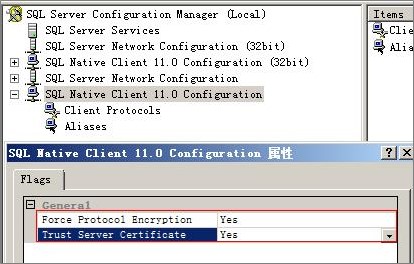 SQL Server Configuration Manager (Local)
Items
SQL Server Services
SQL Server Network Configuration (32bit)
SQL Native Client 11.0 Configuration (32bit)
SQL Server Network Configuration
SQL Native Client 11.0 Configuration
Client Protocols
Aliases
Clie
Alia
SQL Native Client 11.0 Configuration 属性
Flags
General
Force Protocol Encryption Yes
Trust Server Certificate Yes